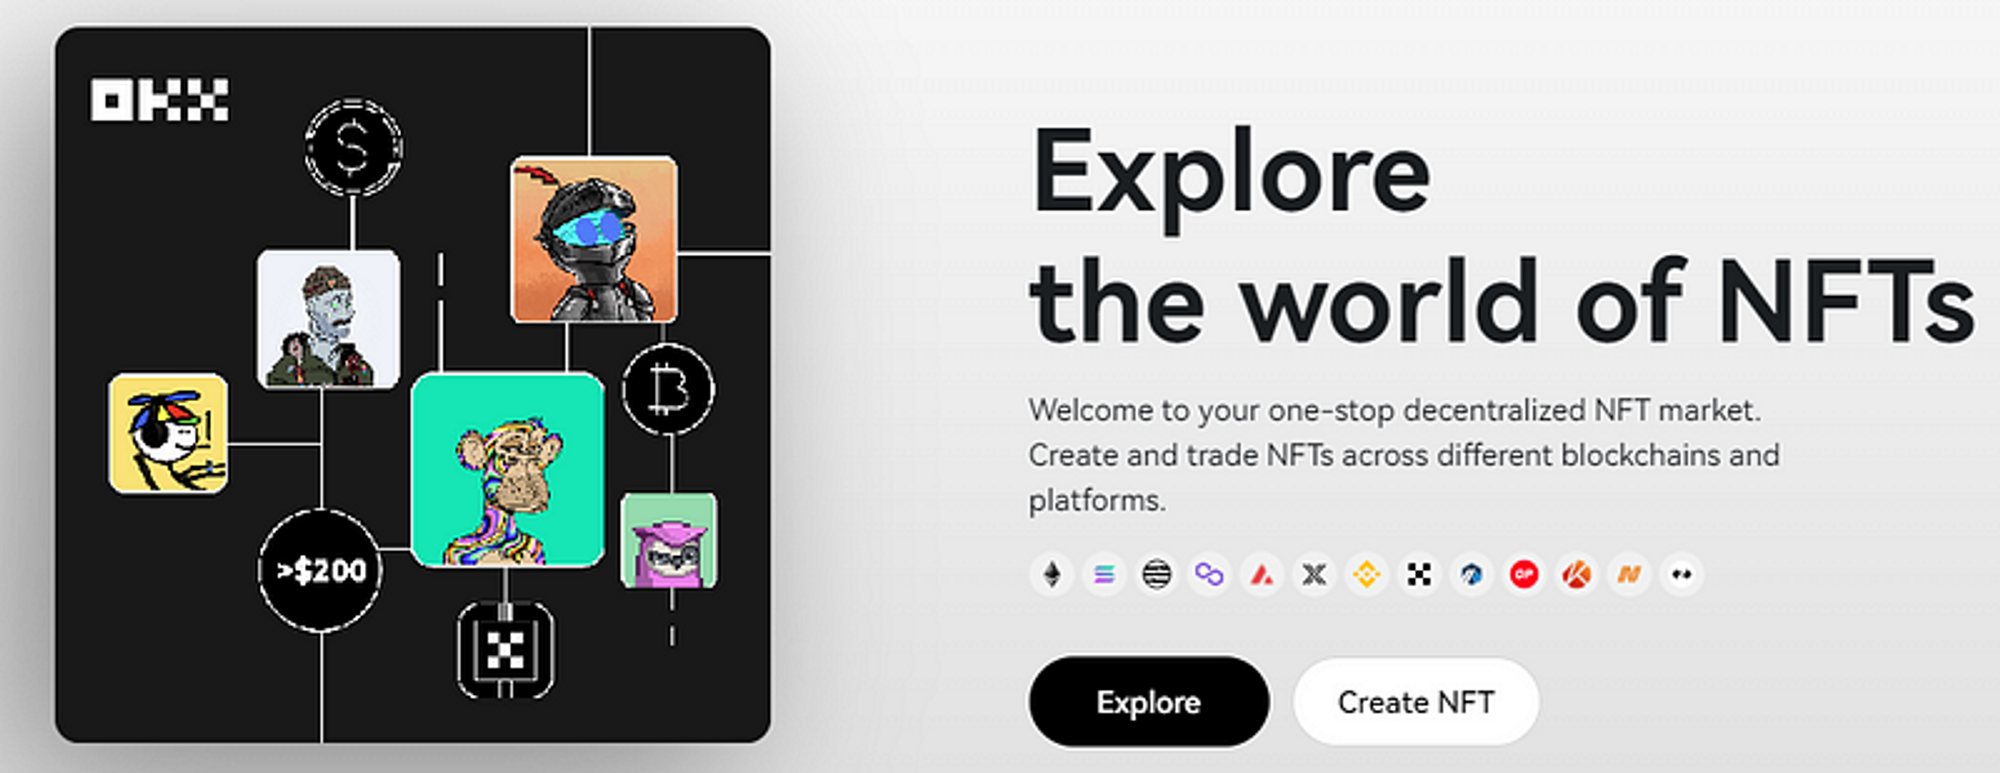 OKX
$
B
>$200
Explore
the world of NFTs
Welcome to your one-stop decentralized NFT market.
Create and trade NFTs across different blockchains and
platforms.
OP
Explore
Create NFT